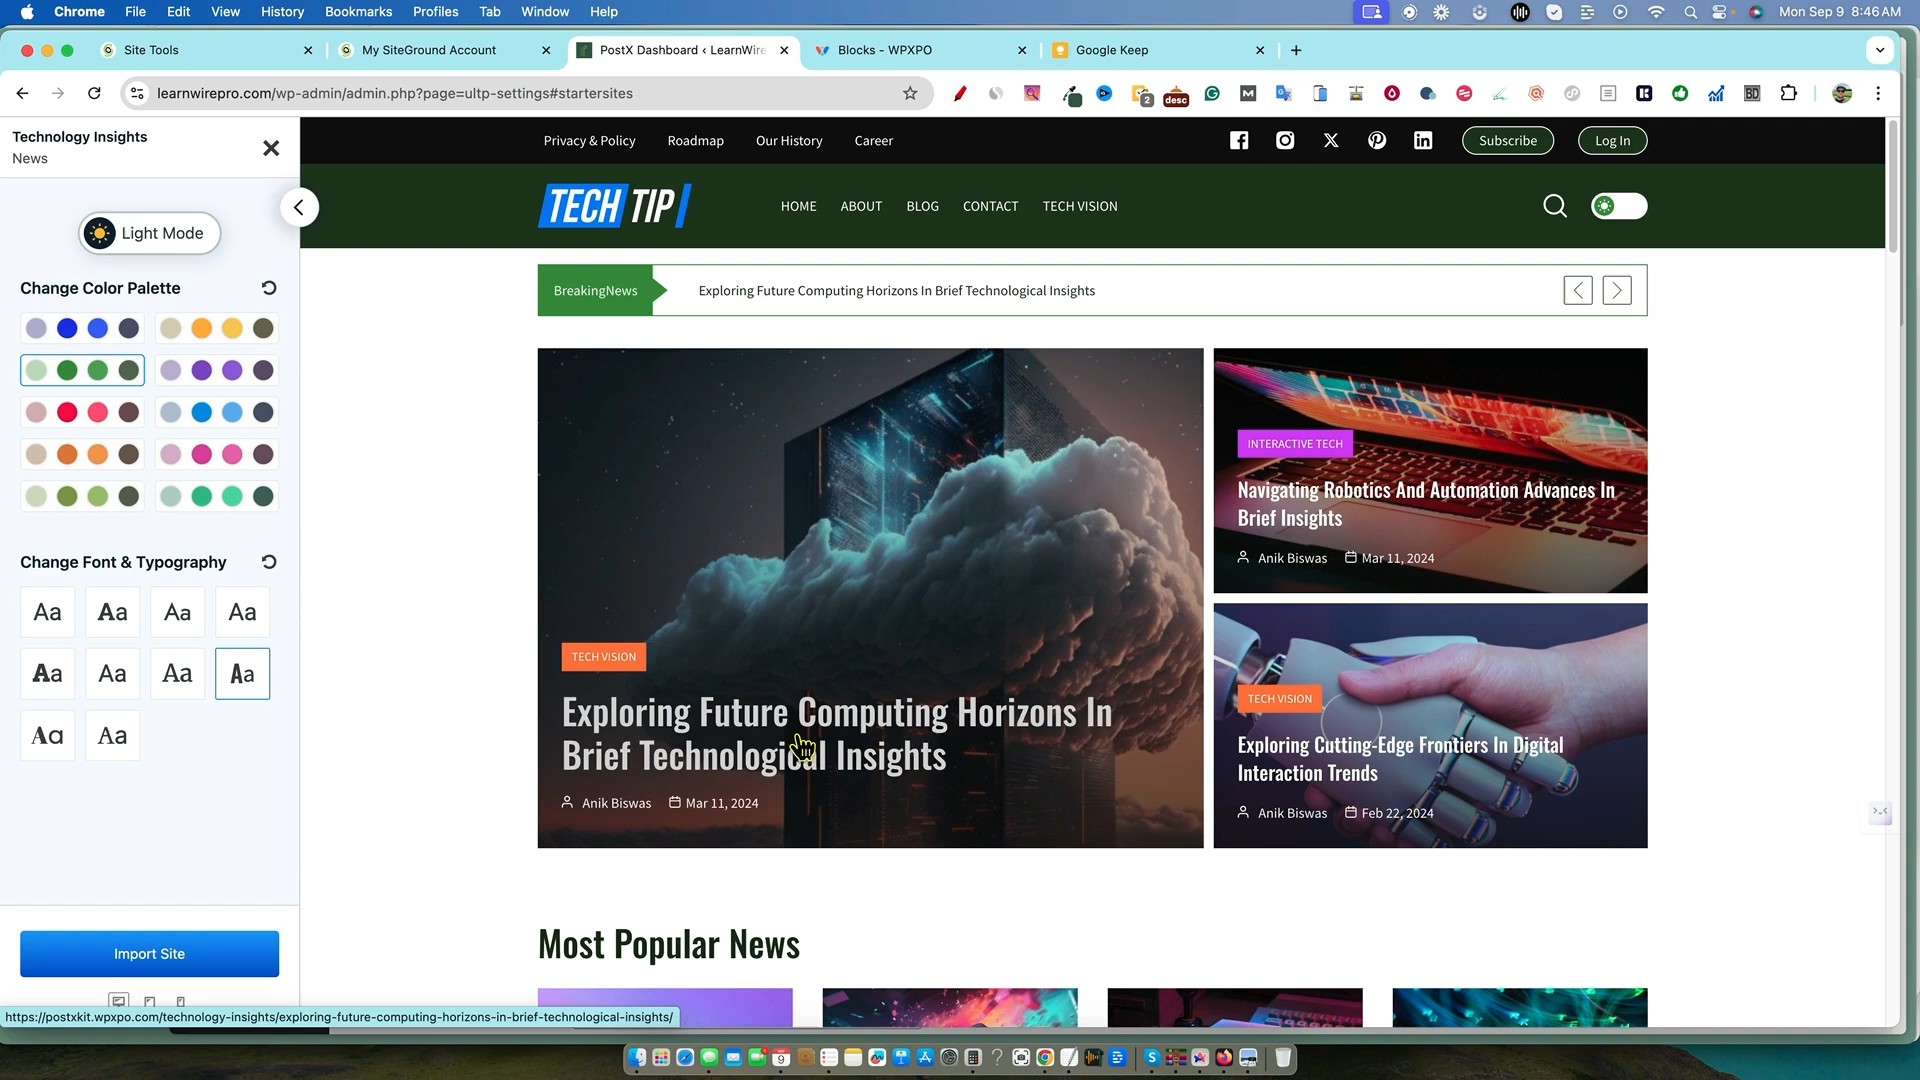 Chrome File Edit View History Bookmarks Profiles Tab Window Help Mon Sep 9 8:46 AM
Site Tools My SiteGround Account PostX Dashboard ‹ LearnWire Blocks - WPXPO Google Keep
learnwirepro.com/wp-admin/admin.php?page=ultp-settings#startersites
2
desc
M
BD
Technology Insights
News
Light Mode
Change Color Palette
Change Font & Typography
Aa Aa Aa Aa
Aa Aa Aa Aa
Aa Aa
Import Site
Privacy & Policy Roadmap Our History Career Subscribe Log In
TECH TIP HOME ABOUT BLOG CONTACT TECH VISION
BreakingNews Exploring Future Computing Horizons In Brief Technological Insights
TECH VISION
Exploring Future Computing Horizons In
Brief Technological Insights
Anik Biswas Mar 11, 2024
INTERACTIVE TECH
Navigating Robotics And Automation Advances In
Brief Insights
Anik Biswas Mar 11, 2024
TECH VISION
Exploring Cutting-Edge Frontiers In Digital
Interaction Trends
Anik Biswas Feb 22, 2024
Most Popular News
https://postxkit.wpxpo.com/technology-insights/exploring-future-computing-horizons-in-brief-technological-insights/